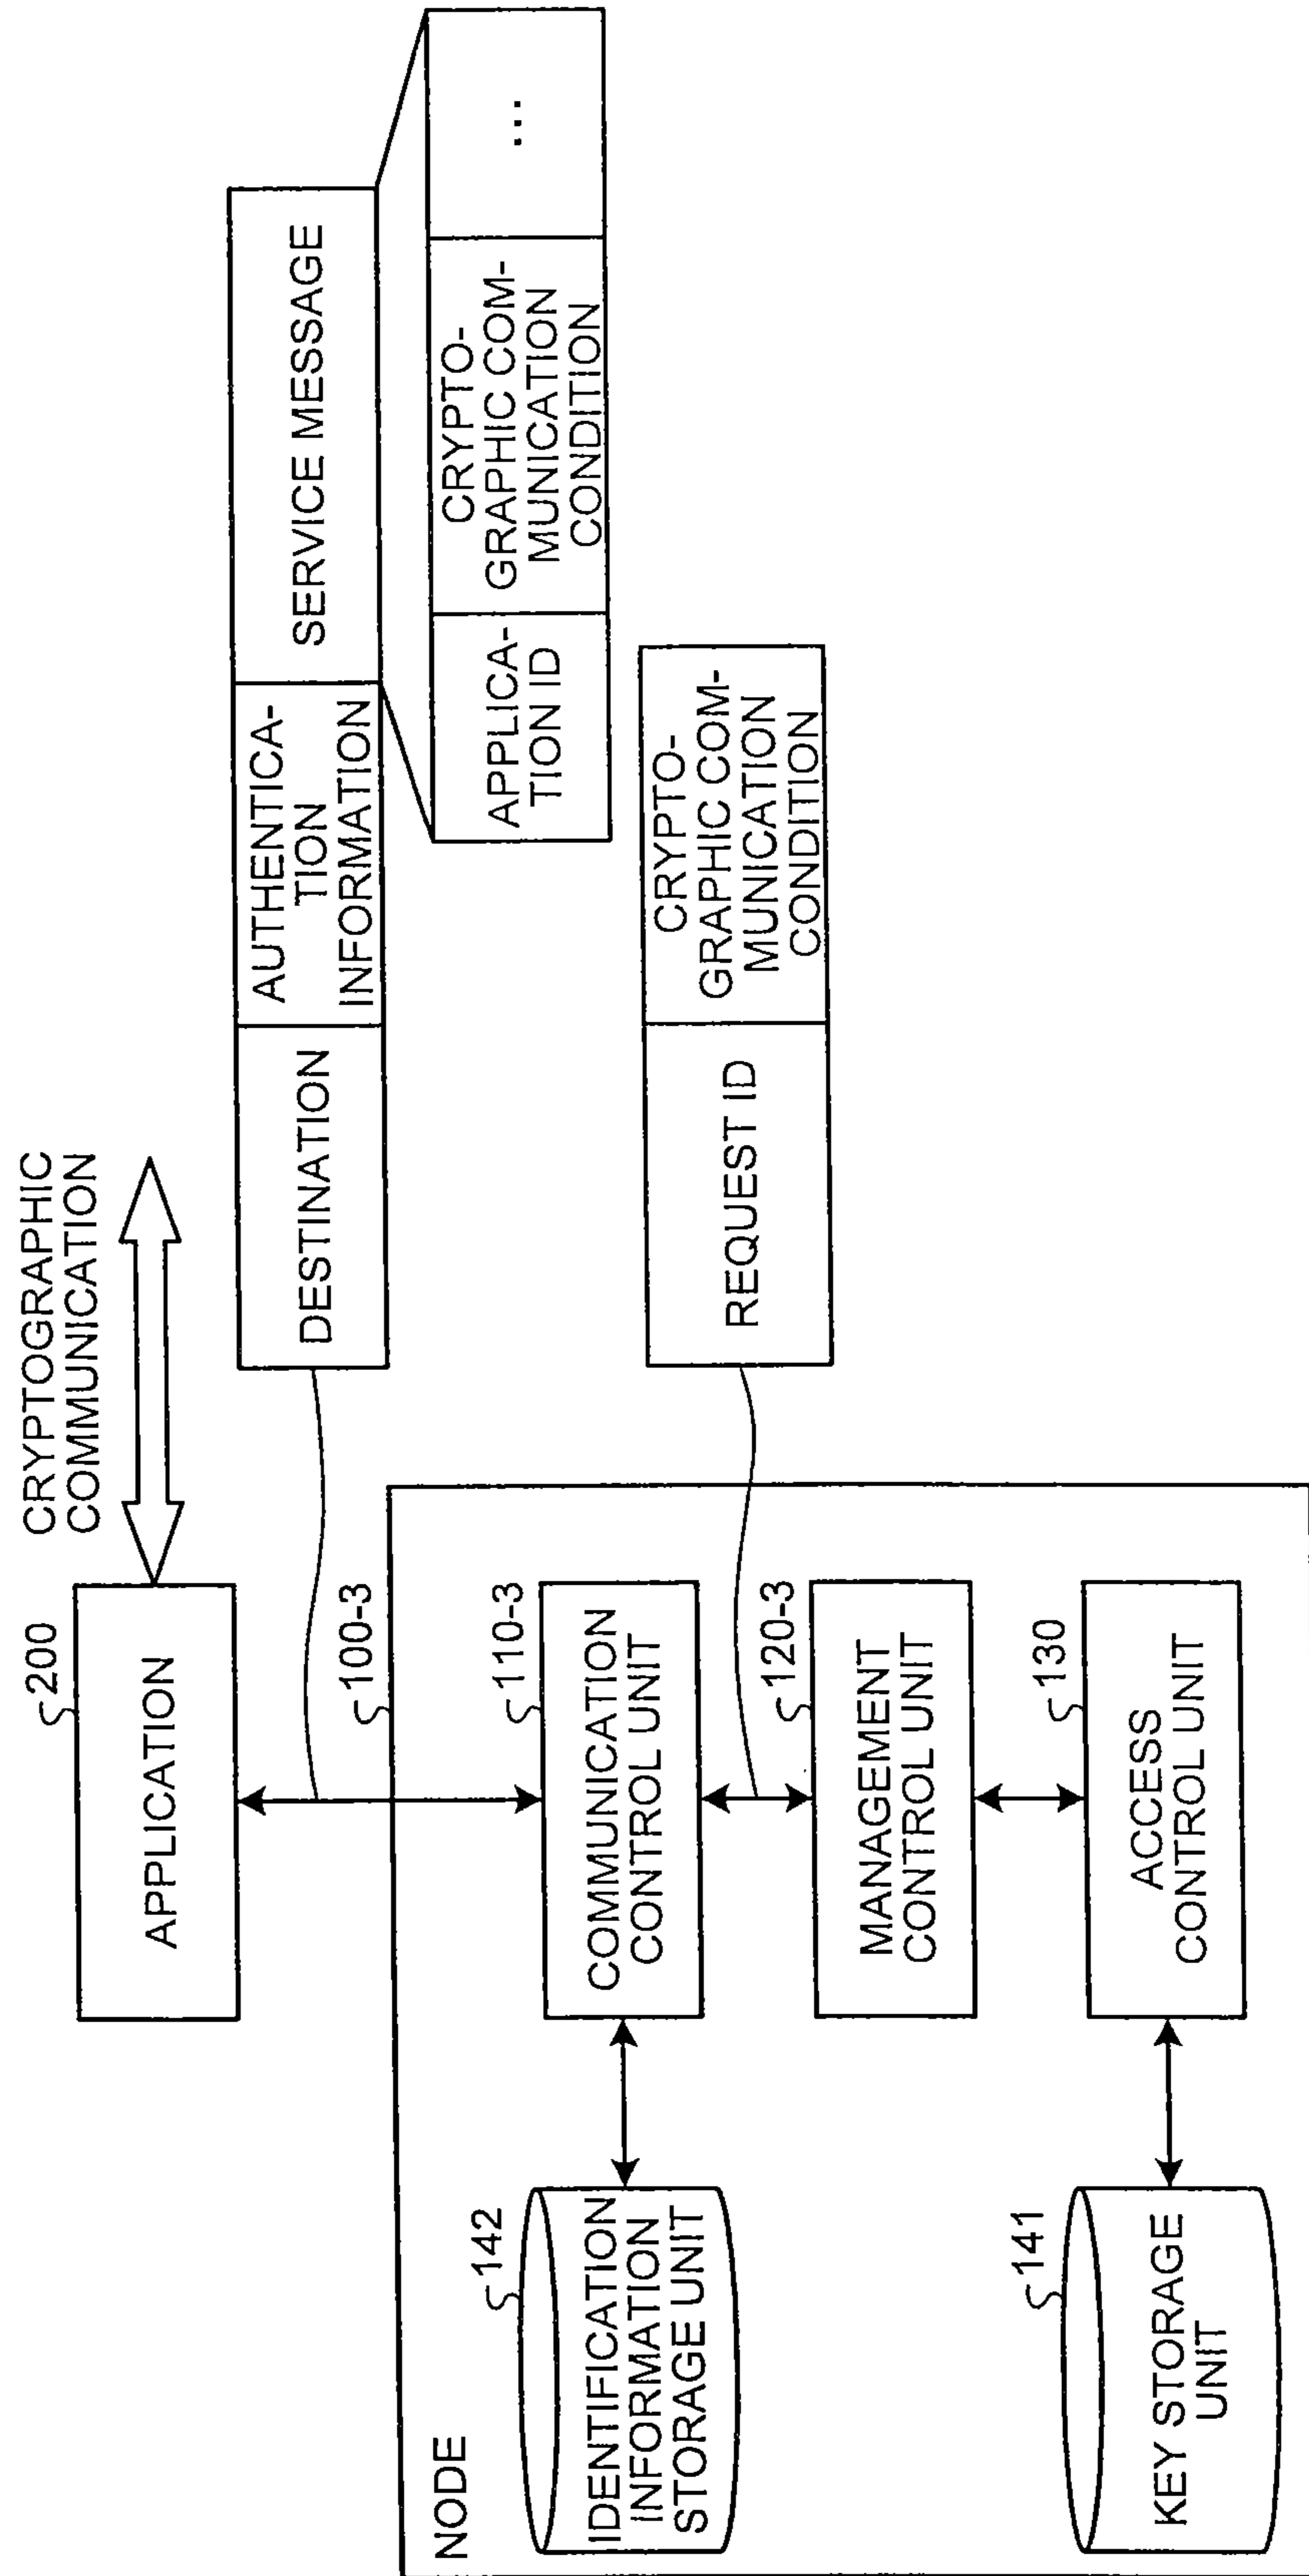 CRYPTOGRAPHIC
COMMUNICATION
200
APPLICATION
DESTINATION
AUTHENTICA-
TION
INFORMATION
SERVICE MESSAGE
APPLICA-
TION ID
CRYPTO-
GRAPHIC COM-
MUNICATION
CONDITION
...
100-3
NODE
142
IDENTIFICATION
INFORMATION
STORAGE UNIT
110-3
COMMUNICATION
CONTROL UNIT
REQUEST ID
CRYPTO-
GRAPHIC COM-
MUNICATION
CONDITION
120-3
MANAGEMENT
CONTROL UNIT
141
KEY STORAGE
UNIT
130
ACCESS
CONTROL UNIT